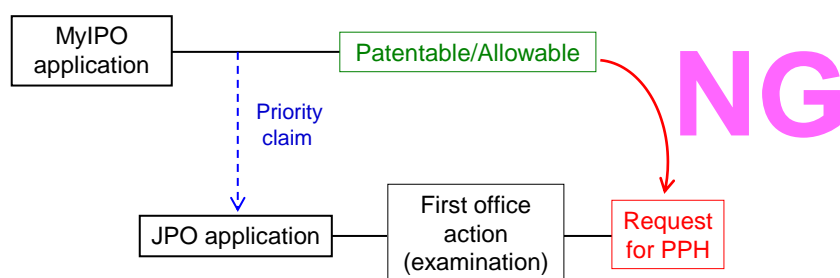 MyIPO
application
Patentable/Allowable
NG
Priority
claim
JPO application
First office
action
(examination)
Request
for PPH